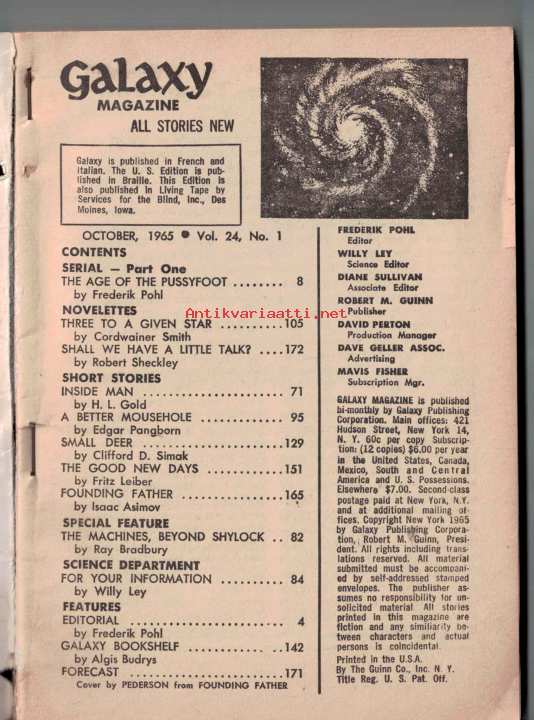 Galaxy
MAGAZINE
ALL STORIES NEW
Galaxy is published in French and
Italian. The U. S. Edition is pub-
lished in Braille. This Edition is
also published in Living Tape by
Services for the Blind, Inc., Des
Moines, Iowa.
OCTOBER, 1965 • Vol. 24, No. 1
CONTENTS
SERIAL — Part One
THE AGE OF THE PUSSYFOOT ........ 8
by Frederik Pohl
NOVELETTES
THREE TO A GIVEN STAR ..........105
by Cordwainer Smith
SHALL WE HAVE A LITTLE TALK? ....172
by Robert Sheckley
SHORT STORIES
INSIDE MAN .................... 71
by H. L. Gold
A BETTER MOUSEHOLE ............ 95
by Edgar Pangborn
SMALL DEER ....................129
by Clifford D. Simak
THE GOOD NEW DAYS .............151
by Fritz Leiber
FOUNDING FATHER ...............165
by Isaac Asimov
SPECIAL FEATURE
THE MACHINES, BEYOND SHYLOCK .. 82
by Ray Bradbury
SCIENCE DEPARTMENT
FOR YOUR INFORMATION .......... 84
by Willy Ley
FEATURES
EDITORIAL ..................... 4
by Frederik Pohl
GALAXY BOOKSHELF ..............142
by Algis Budrys
FORECAST ......................171
Cover by PEDERSON from FOUNDING FATHER
FREDERIK POHL
Editor
WILLY LEY
Science Editor
DIANE SULLIVAN
Associate Editor
ROBERT M. GUINN
Publisher
DAVID PERTON
Production Manager
DAVE GELLER ASSOC.
Advertising
MAVIS FISHER
Subscription Mgr.
GALAXY MAGAZINE is published
bi-monthly by Galaxy Publishing
Corporation. Main offices: 421
Hudson Street, New York 14,
N. Y. 60c per copy Subscrip-
tion: (12 copies) $6.00 per year
in the United States, Canada,
Mexico, South and Central
America and U. S. Possessions.
Elsewhere $7.00. Second-class
postage paid at New York, N.Y.
and at additional mailing of-
fices. Copyright New York 1965
by Galaxy Publishing Corpora-
tion, Robert M. Guinn, Presi-
dent. All rights including trans-
lations reserved. All material
submitted must be accompani-
ed by self-addressed stamped
envelopes. The publisher as-
sumes no responsibility for un-
solicited material. All stories
printed in this magazine are
fiction and any similiarity be-
tween characters and actual
persons is coincidental.
Printed in the U.S.A.
By The Guinn Co., Inc. N. Y.
Title Reg. U. S. Pat. Off.
Antikvariaatti.net